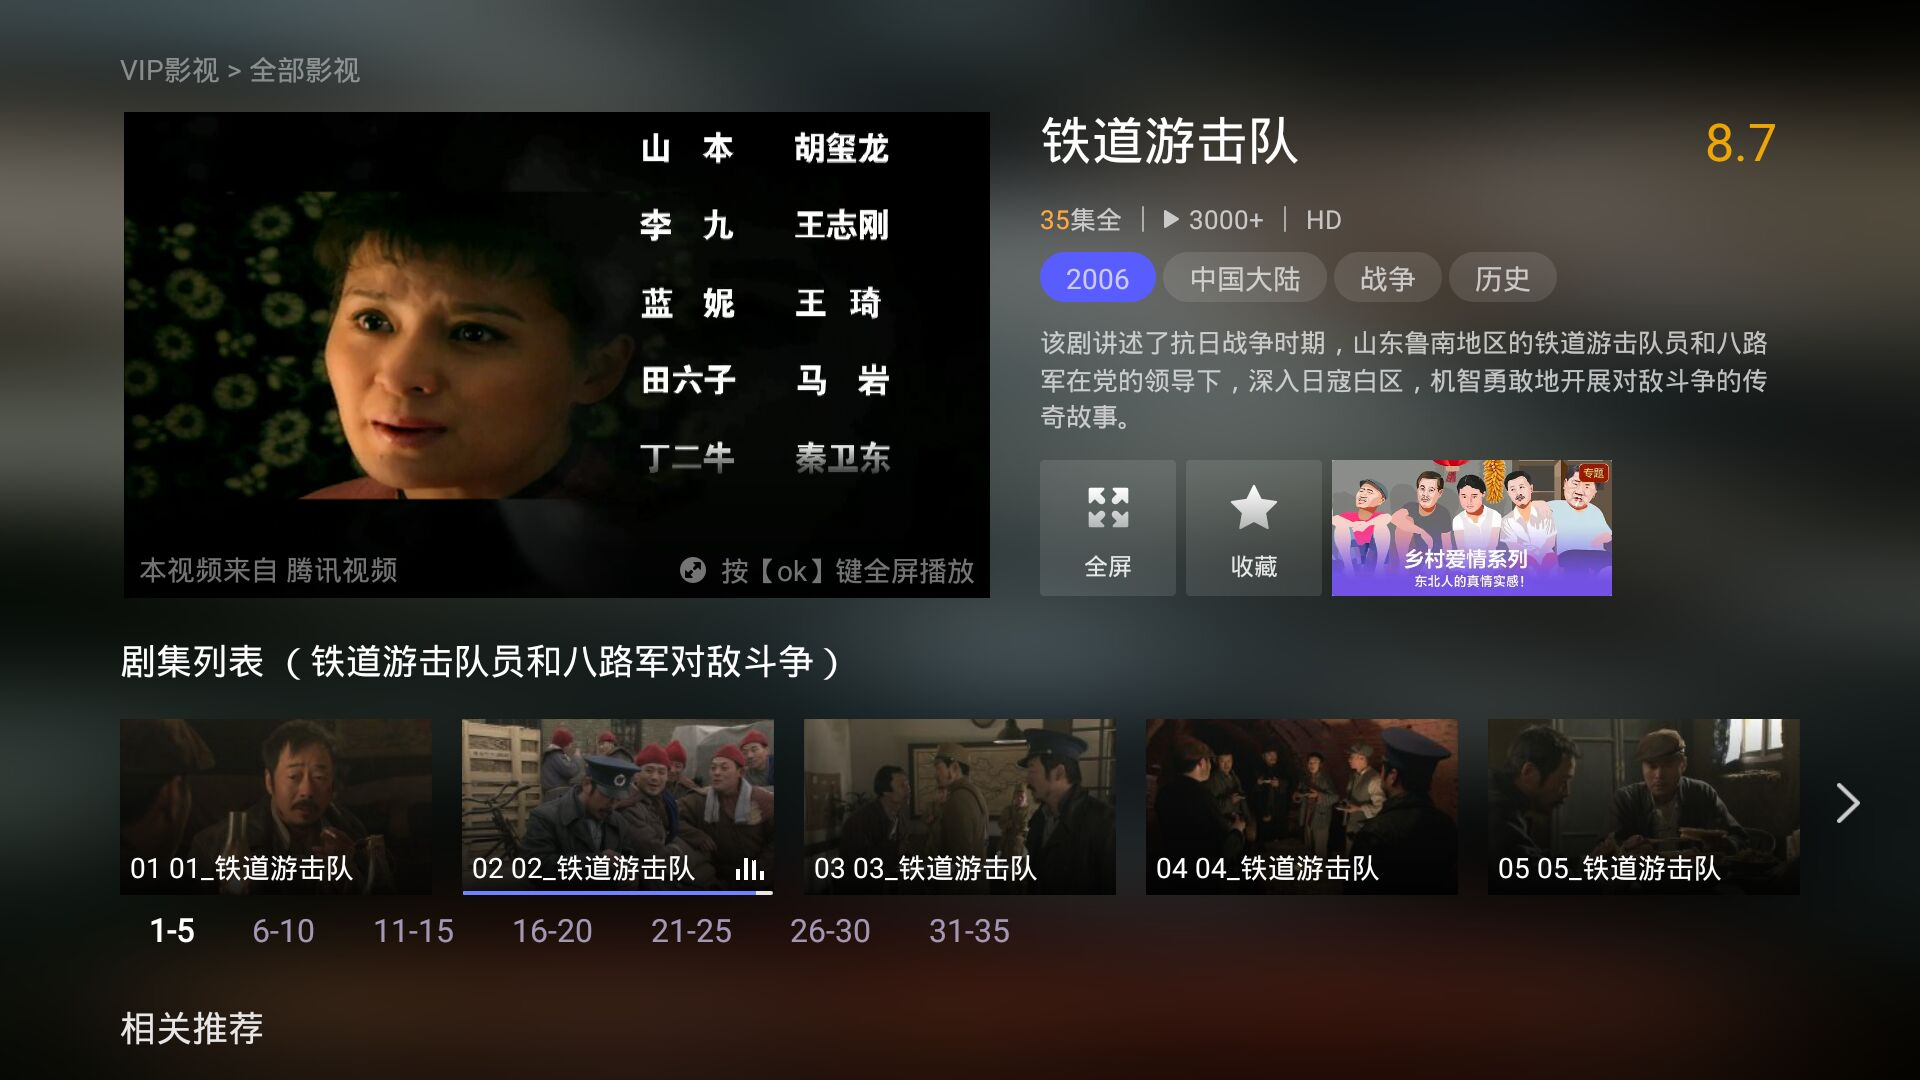 VIP影视 > 全部影视
山 本 胡玺龙
李 九 王志刚
蓝 妮 王 琦
田六子 马 岩
丁二牛 秦卫东
本视频来自 腾讯视频
按【ok】键全屏播放
铁道游击队
8.7
35集全 3000+ HD
2006 中国大陆 战争 历史
该剧讲述了抗日战争时期，山东鲁南地区的铁道游击队员和八路
军在党的领导下，深入日寇白区，机智勇敢地开展对敌斗争的传
奇故事。
全屏
收藏
专题
乡村爱情系列
东北人的真情实感！
剧集列表 （铁道游击队员和八路军对敌斗争）
01 01_铁道游击队
02 02_铁道游击队
03 03_铁道游击队
04 04_铁道游击队
05 05_铁道游击队
1-5 6-10 11-15 16-20 21-25 26-30 31-35
相关推荐